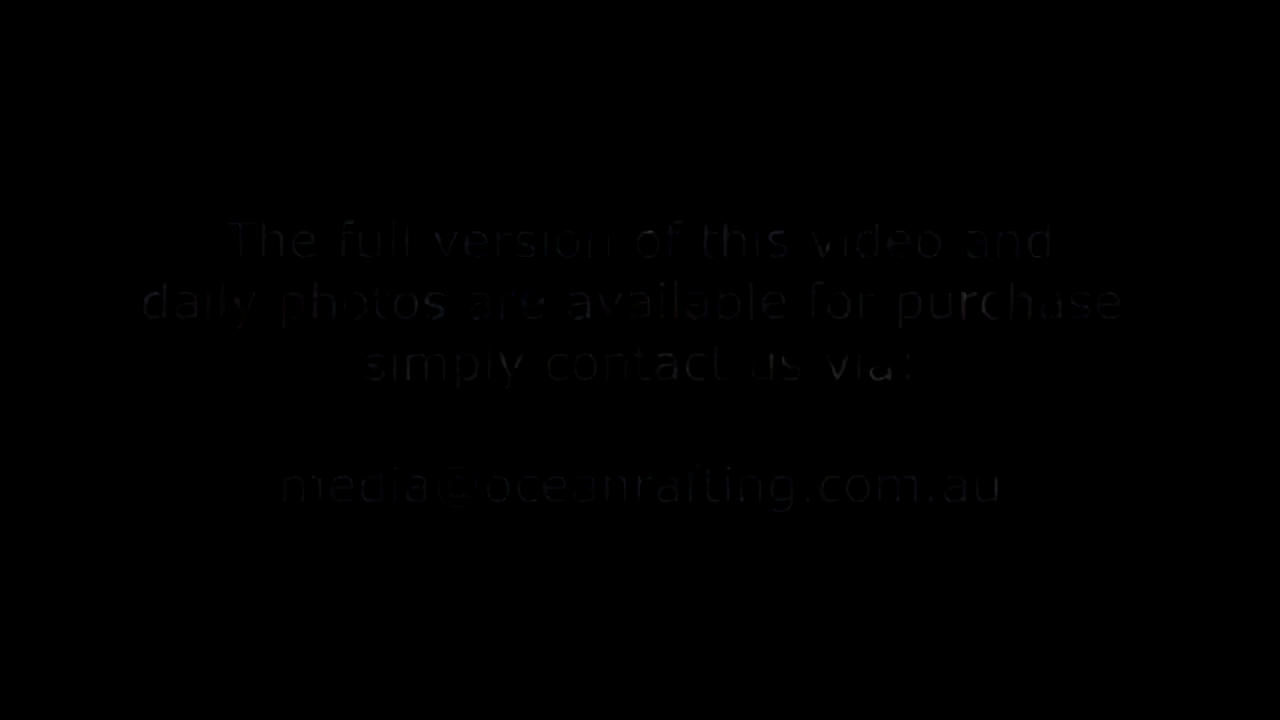 The full version of this video and
daily photos are available for purchase
simply contact us via:
media@oceanrafting.com.au